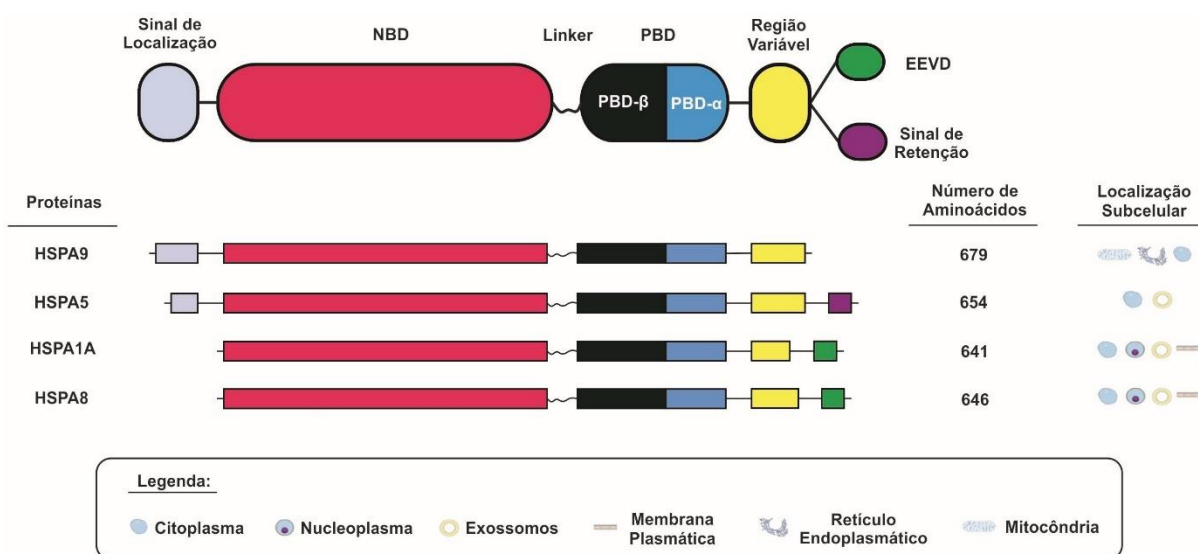 Sinal de
Localização
NBD
Linker
PBD
Região
Variável
EEVD
PBD-β
PBD-α
Sinal de
Retenção
Proteínas
Número de
Aminoácidos
Localização
Subcelular
HSPA9
679
HSPA5
654
HSPA1A
641
HSPA8
646
Legenda:
Citoplasma
Nucleoplasma
Exossomos
Membrana
Plasmática
Retículo
Endoplasmático
Mitocôndria